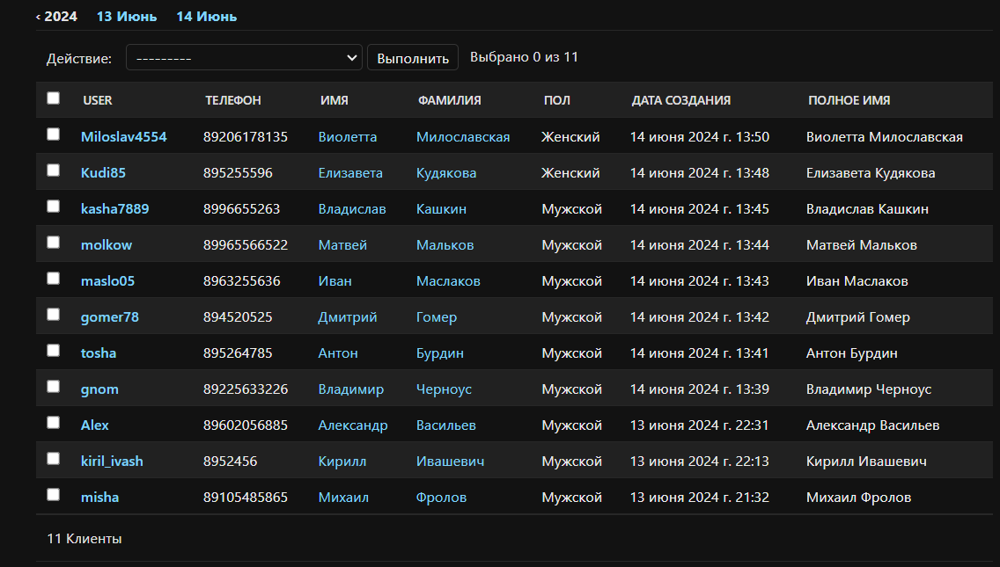 ‹ 2024 13 Июнь 14 Июнь
Действие: --------- Выполнить Выбрано 0 из 11
USER ТЕЛЕФОН ИМЯ ФАМИЛИЯ ПОЛ ДАТА СОЗДАНИЯ ПОЛНОЕ ИМЯ
Miloslav4554 89206178135 Виолетта Милославская Женский 14 июня 2024 г. 13:50 Виолетта Милославская
Kudi85 895255596 Елизавета Кудякова Женский 14 июня 2024 г. 13:48 Елизавета Кудякова
kasha7889 8996655263 Владислав Кашкин Мужской 14 июня 2024 г. 13:45 Владислав Кашкин
molkow 89965566522 Матвей Мальков Мужской 14 июня 2024 г. 13:44 Матвей Мальков
maslo05 8963255636 Иван Маслаков Мужской 14 июня 2024 г. 13:43 Иван Маслаков
gomer78 894520525 Дмитрий Гомер Мужской 14 июня 2024 г. 13:42 Дмитрий Гомер
tosha 895264785 Антон Бурдин Мужской 14 июня 2024 г. 13:41 Антон Бурдин
gnom 89225633226 Владимир Черноус Мужской 14 июня 2024 г. 13:39 Владимир Черноус
Alex 89602056885 Александр Васильев Мужской 13 июня 2024 г. 22:31 Александр Васильев
kiril_ivash 8952456 Кирилл Ивашевич Мужской 13 июня 2024 г. 22:13 Кирилл Ивашевич
misha 89105485865 Михаил Фролов Мужской 13 июня 2024 г. 21:32 Михаил Фролов
11 Клиенты